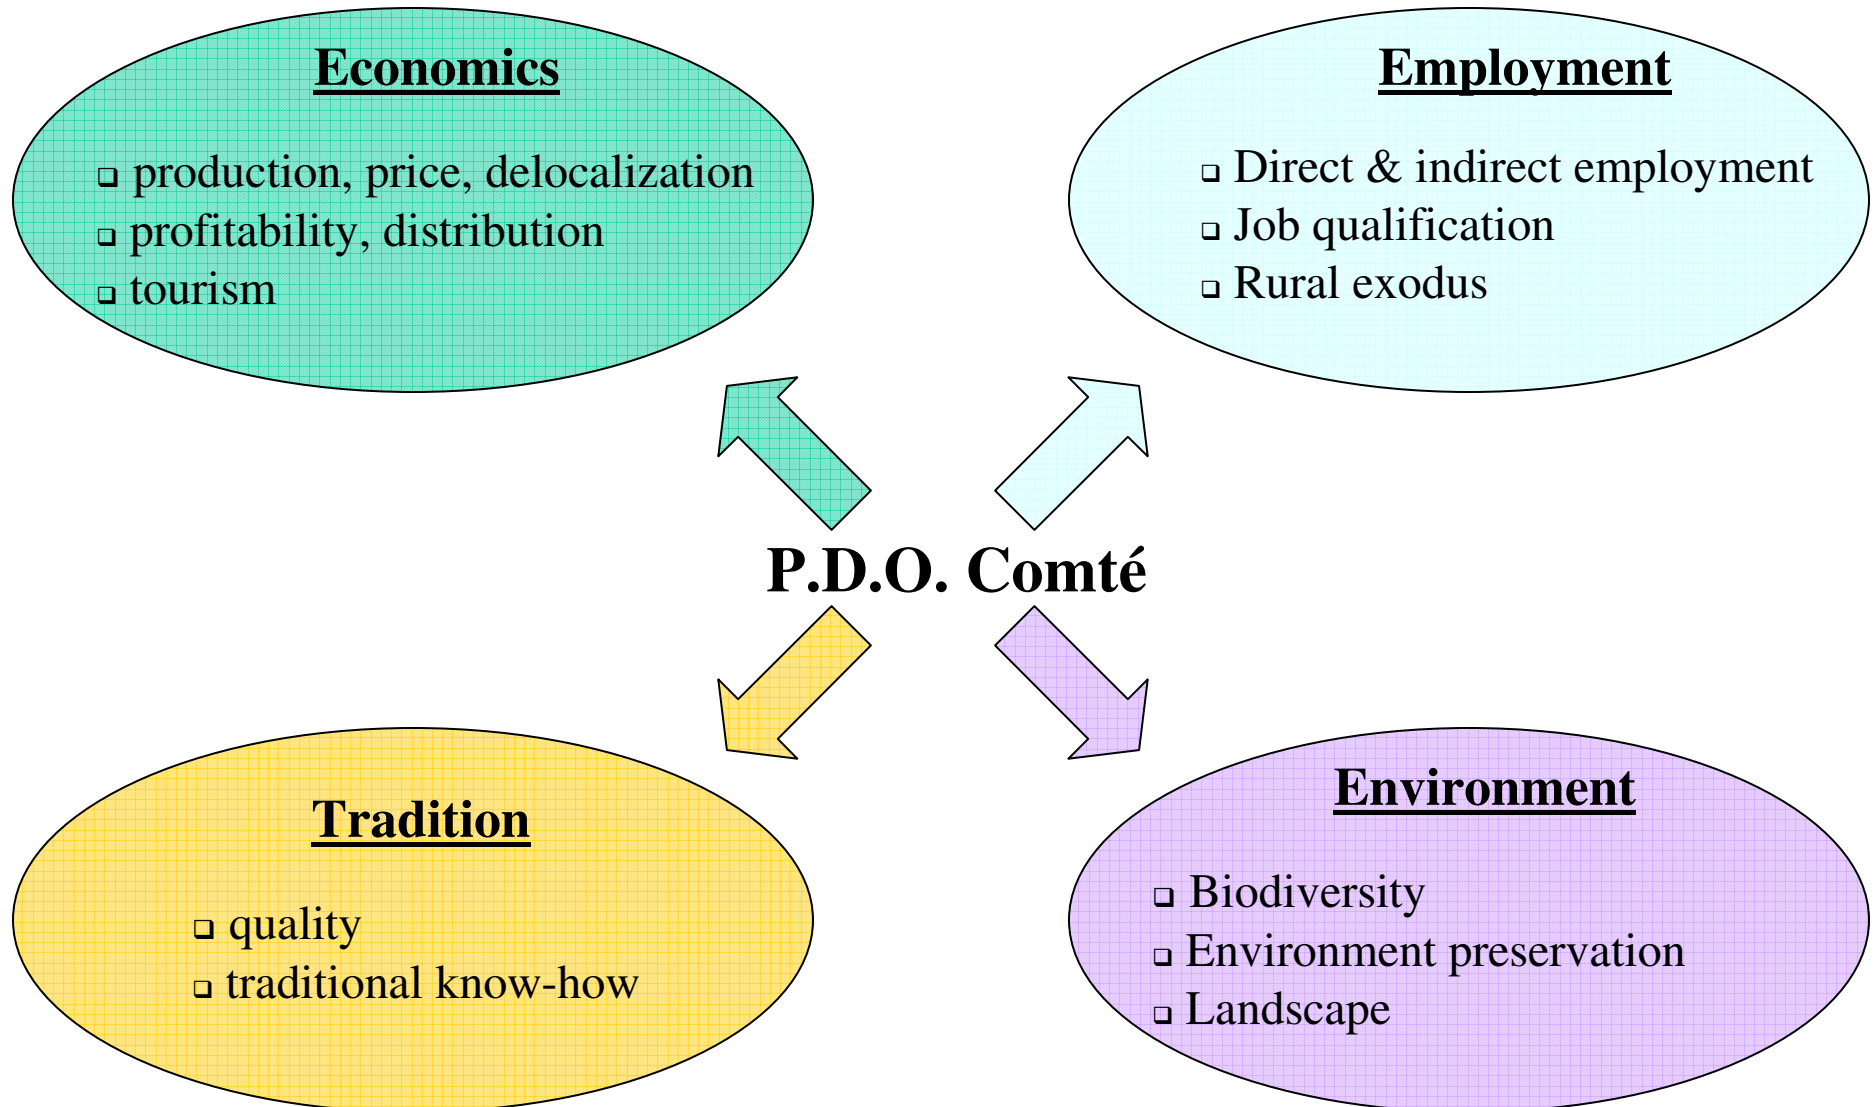 Economics
❑ production, price, delocalization
❑ profitability, distribution
❑ tourism
Employment
❑ Direct & indirect employment
❑ Job qualification
❑ Rural exodus
P.D.O. Comté
Tradition
❑ quality
❑ traditional know-how
Environment
❑ Biodiversity
❑ Environment preservation
❑ Landscape